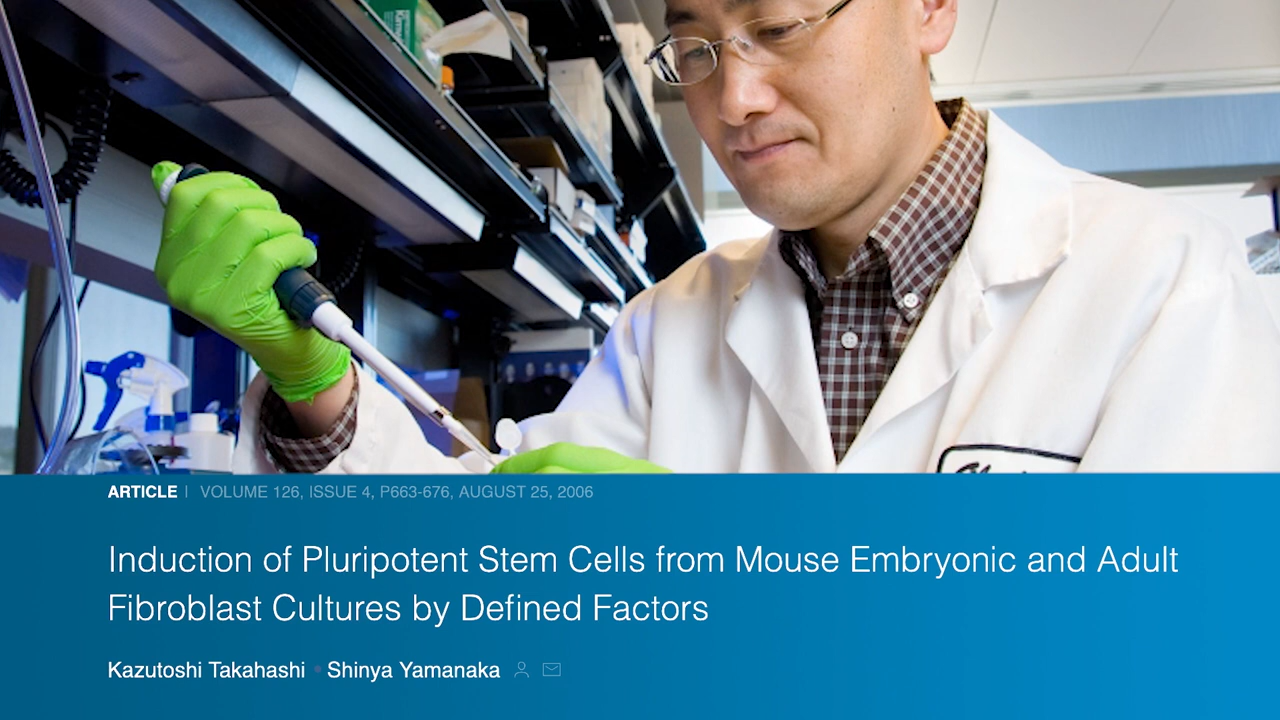 ARTICLE | VOLUME 126, ISSUE 4, P663-676, AUGUST 25, 2006
Induction of Pluripotent Stem Cells from Mouse Embryonic and Adult
Fibroblast Cultures by Defined Factors
Kazutoshi Takahashi • Shinya Yamanaka